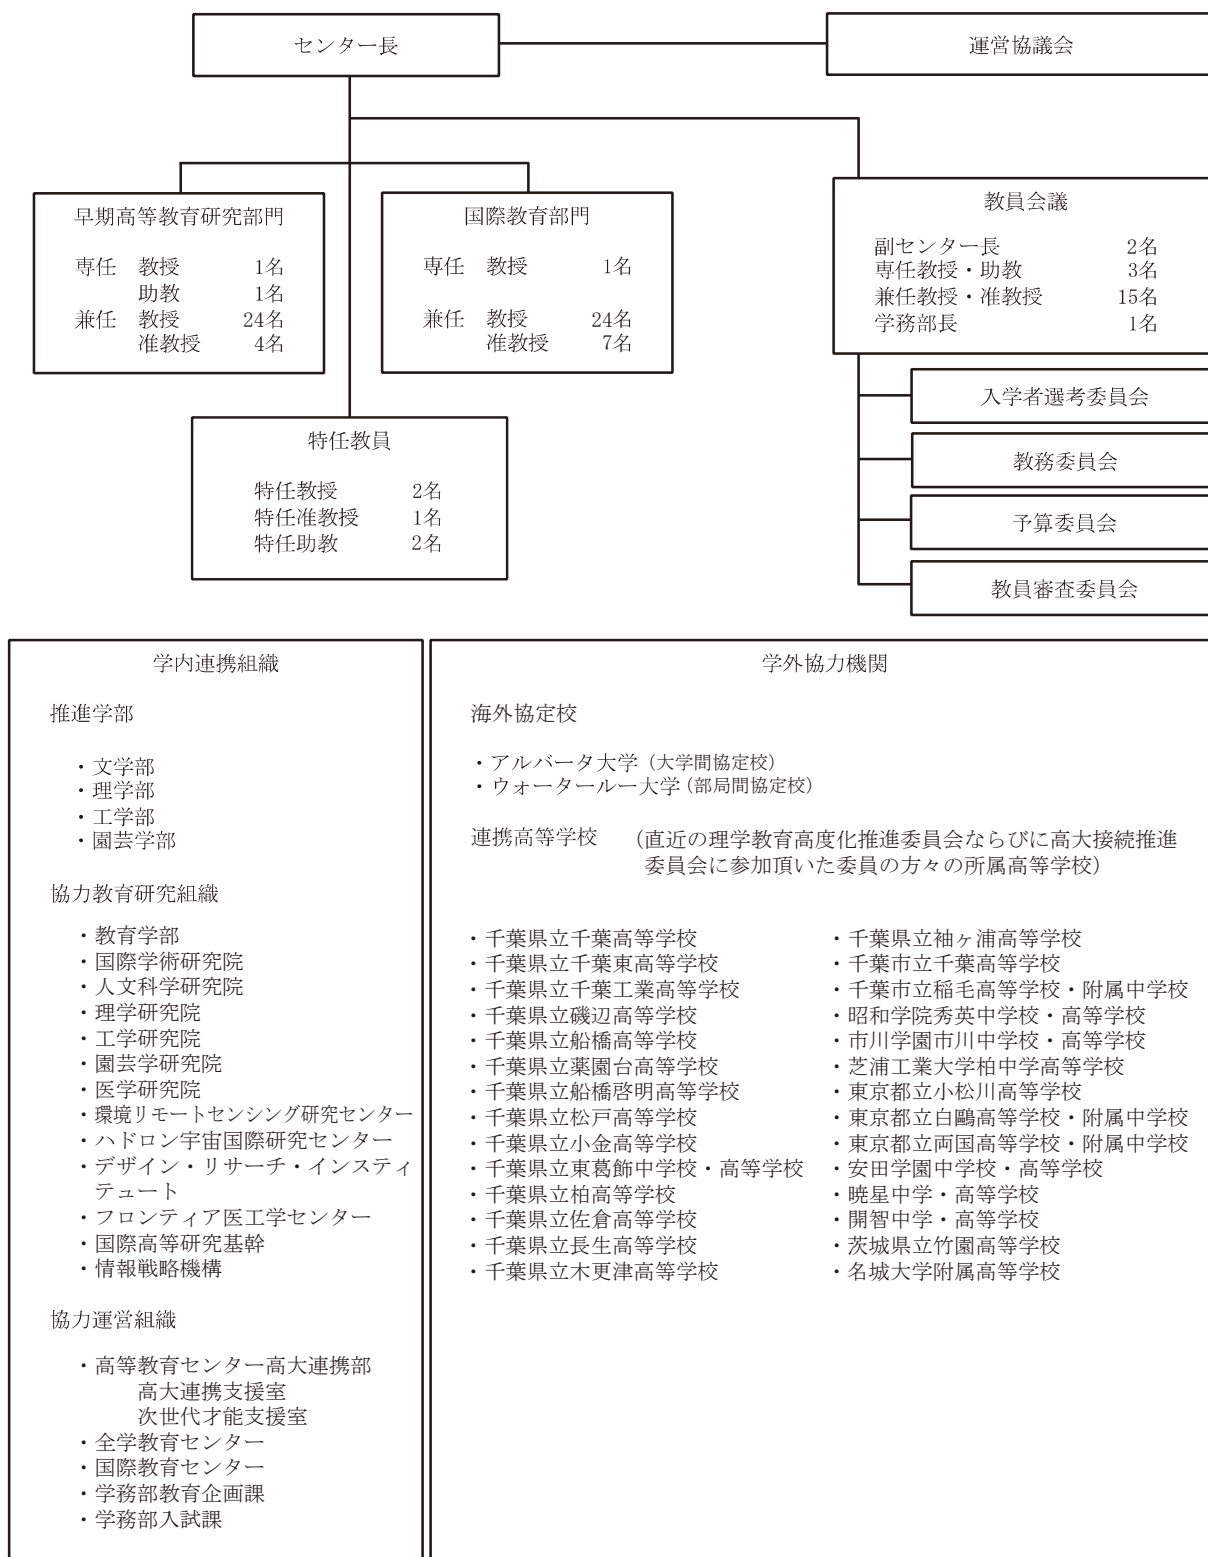 センター長
運営協議会
早期高等教育研究部門
専任 教授 1名
助教 1名
兼任 教授 24名
准教授 4名
国際教育部門
専任 教授 1名
兼任 教授 24名
准教授 7名
教員会議
副センター長 2名
専任教授・助教 3名
兼任教授・准教授 15名
学務部長 1名
入学者選考委員会
教務委員会
予算委員会
教員審査委員会
特任教員
特任教授 2名
特任准教授 1名
特任助教 2名
学内連携組織
推進学部
・文学部
・理学部
・工学部
・園芸学部
協力教育研究組織
・教育学部
・国際学術研究院
・人文科学研究院
・理学研究院
・工学研究院
・園芸学研究院
・医学研究院
・環境リモートセンシング研究センター
・ハドロン宇宙国際研究センター
・デザイン・リサーチ・インスティ
テュート
・フロンティア医工学センター
・国際高等研究基幹
・情報戦略機構
協力運営組織
・高等教育センター高大連携部
高大連携支援室
次世代才能支援室
・全学教育センター
・国際教育センター
・学務部教育企画課
・学務部入試課
学外協力機関
海外協定校
・アルバータ大学（大学間協定校）
・ウォータールー大学（部局間協定校）
連携高等学校 （直近の理学教育高度化推進委員会ならびに高大接続推進
委員会に参加頂いた委員の方々の所属高等学校）
・千葉県立千葉高等学校
・千葉県立千葉東高等学校
・千葉県立千葉工業高等学校
・千葉県立磯辺高等学校
・千葉県立船橋高等学校
・千葉県立薬園台高等学校
・千葉県立船橋啓明高等学校
・千葉県立松戸高等学校
・千葉県立小金高等学校
・千葉県立東葛飾中学校・高等学校
・千葉県立柏高等学校
・千葉県立佐倉高等学校
・千葉県立長生高等学校
・千葉県立木更津高等学校
・千葉県立袖ヶ浦高等学校
・千葉市立千葉高等学校
・千葉市立稲毛高等学校・附属中学校
・昭和学院秀英中学校・高等学校
・市川学園市川中学校・高等学校
・芝浦工業大学柏中学高等学校
・東京都立小松川高等学校
・東京都立白鷗高等学校・附属中学校
・東京都立両国高等学校・附属中学校
・安田学園中学校・高等学校
・暁星中学・高等学校
・開智中学・高等学校
・茨城県立竹園高等学校
・名城大学附属高等学校